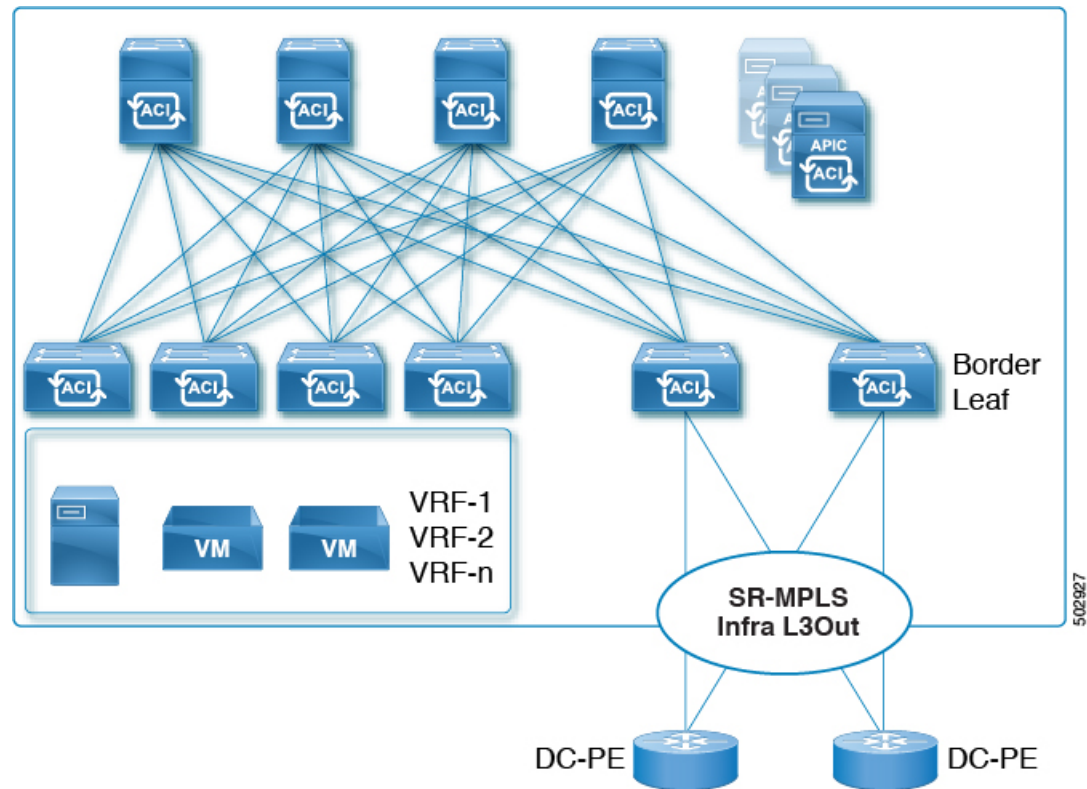 ACI
ACI
ACI
ACI
APIC
ACI
ACI
ACI
ACI
ACI
ACI
ACI
Border
Leaf
VM
VM
VRF-1
VRF-2
VRF-n
SR-MPLS
Infra L3Out
502927
DC-PE
DC-PE